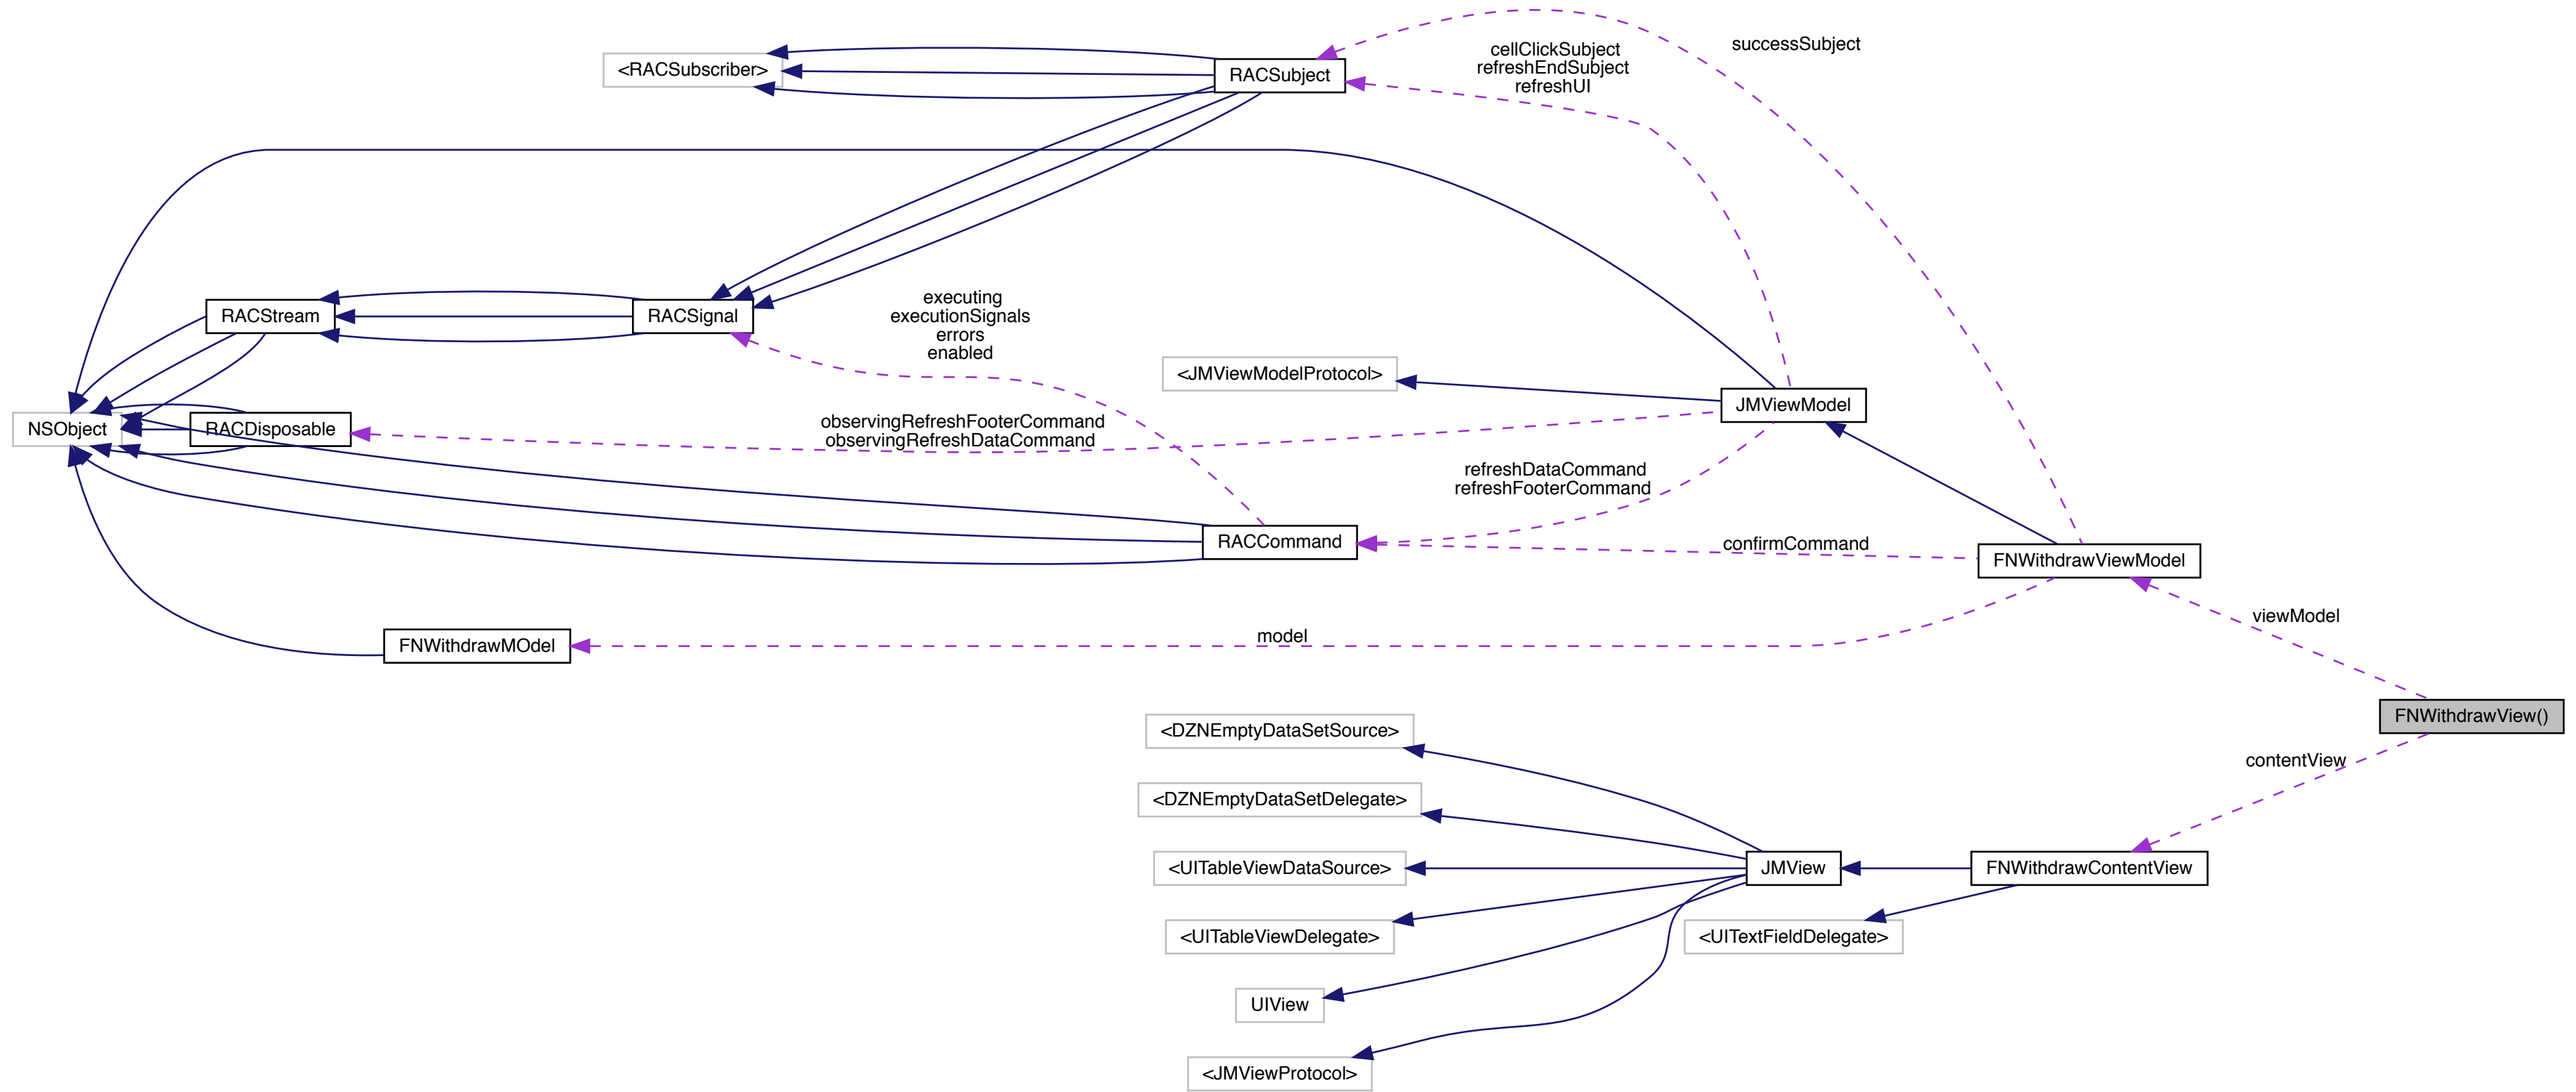 successSubject
cellClickSubject
refreshEndSubject
refreshUI
<RACSubscriber>
RACSubject
executing
executionSignals
errors
enabled
RACStream
RACSignal
<JMViewModelProtocol>
JMViewModel
NSObject
RACDisposable
observingRefreshFooterCommand
observingRefreshDataCommand
refreshDataCommand
refreshFooterCommand
RACCommand
confirmCommand
FNWithdrawViewModel
viewModel
FNWithdrawMOdel
model
FNWithdrawView()
<DZNEmptyDataSetSource>
contentView
<DZNEmptyDataSetDelegate>
<UITableViewDataSource>
JMView
FNWithdrawContentView
<UITableViewDelegate>
<UITextFieldDelegate>
UIView
<JMViewProtocol>